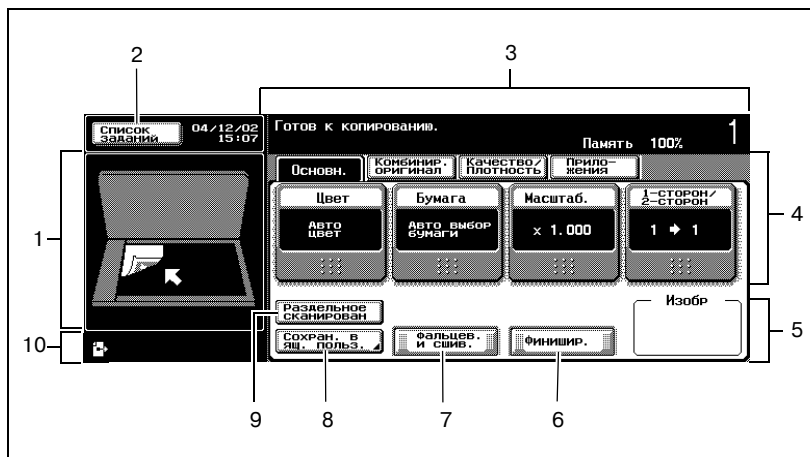 2
3
Список
заданий
04/12/02
15:07
Готов к копированию.
Память 100%
1
Основн.
Комбинир.
оригинал
Качество/
Плотность
Прило-
жения
1
4
Цвет
Бумага
Масштаб.
1-сторон/
2-сторон
Авто
цвет
Авто выбор
бумаги
x 1.000
1 ➔ 1
Раздельное
сканирован
Изобр
5
10
Сохран. в
ящ. польз.
Фальцев.
и сшив.
Финишир.
9
8
7
6